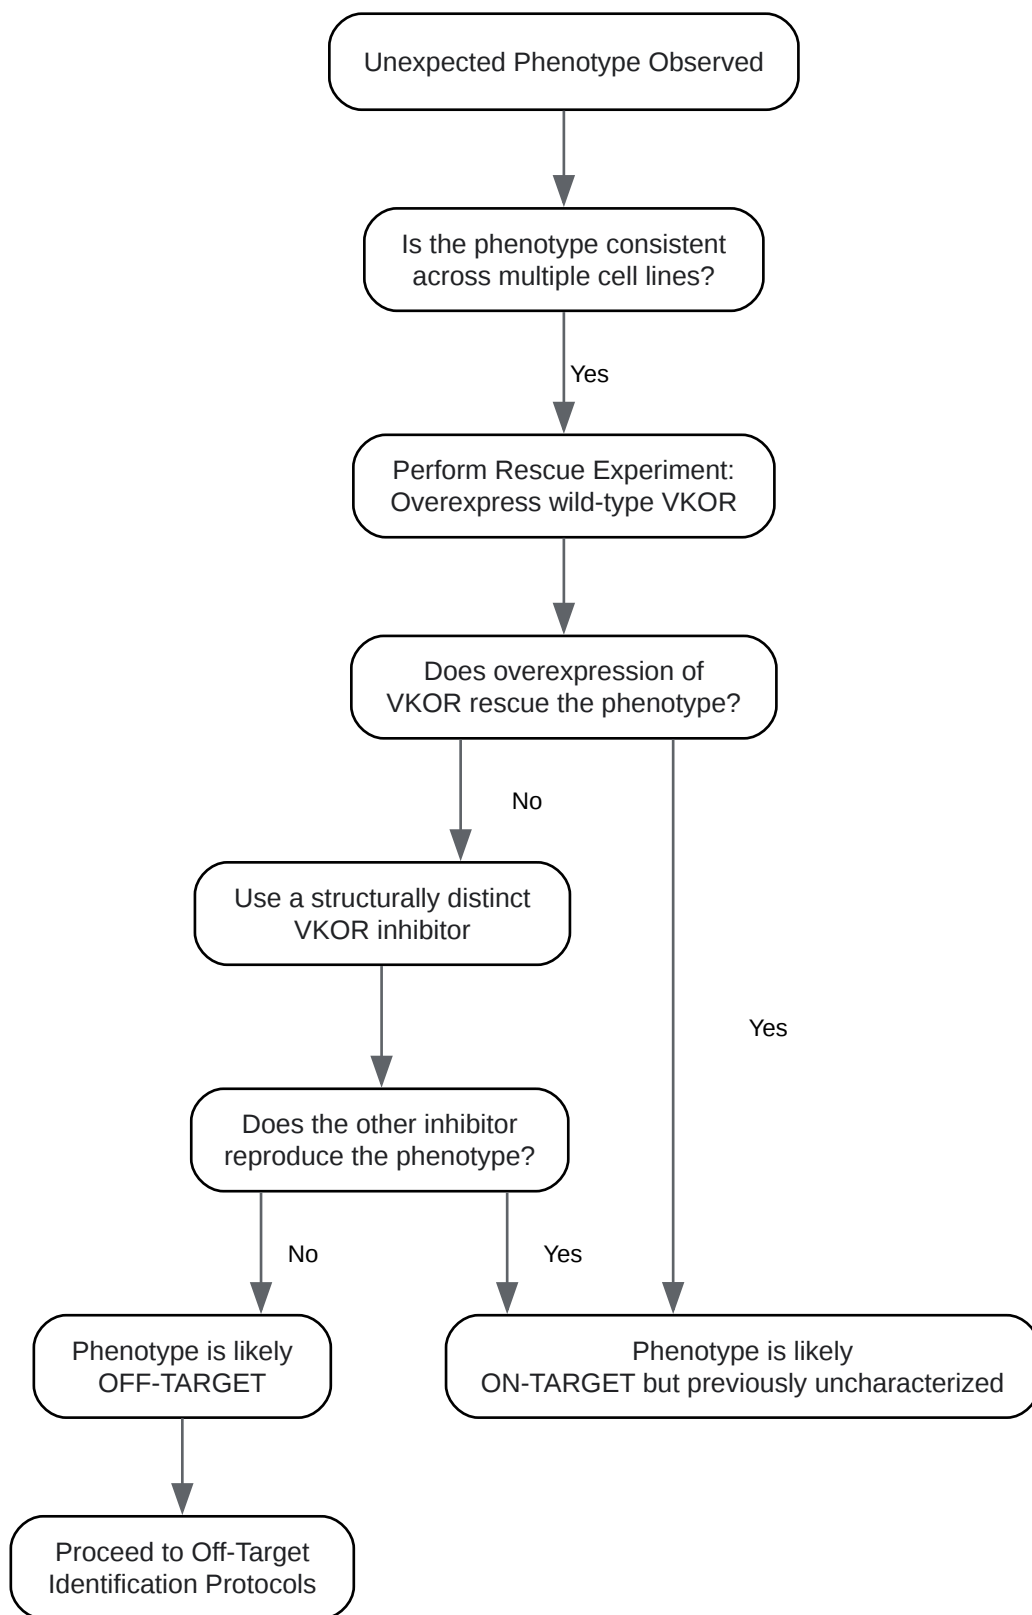 Unexpected Phenotype Observed
Is the phenotype consistent
across multiple cell lines?
Yes
Perform Rescue Experiment:
Overexpress wild-type VKOR
Does overexpression of
VKOR rescue the phenotype?
No
Use a structurally distinct
VKOR inhibitor
Yes
Does the other inhibitor
reproduce the phenotype?
No
Yes
Phenotype is likely
OFF-TARGET
Phenotype is likely
ON-TARGET but previously uncharacterized
Proceed to Off-Target
Identification Protocols